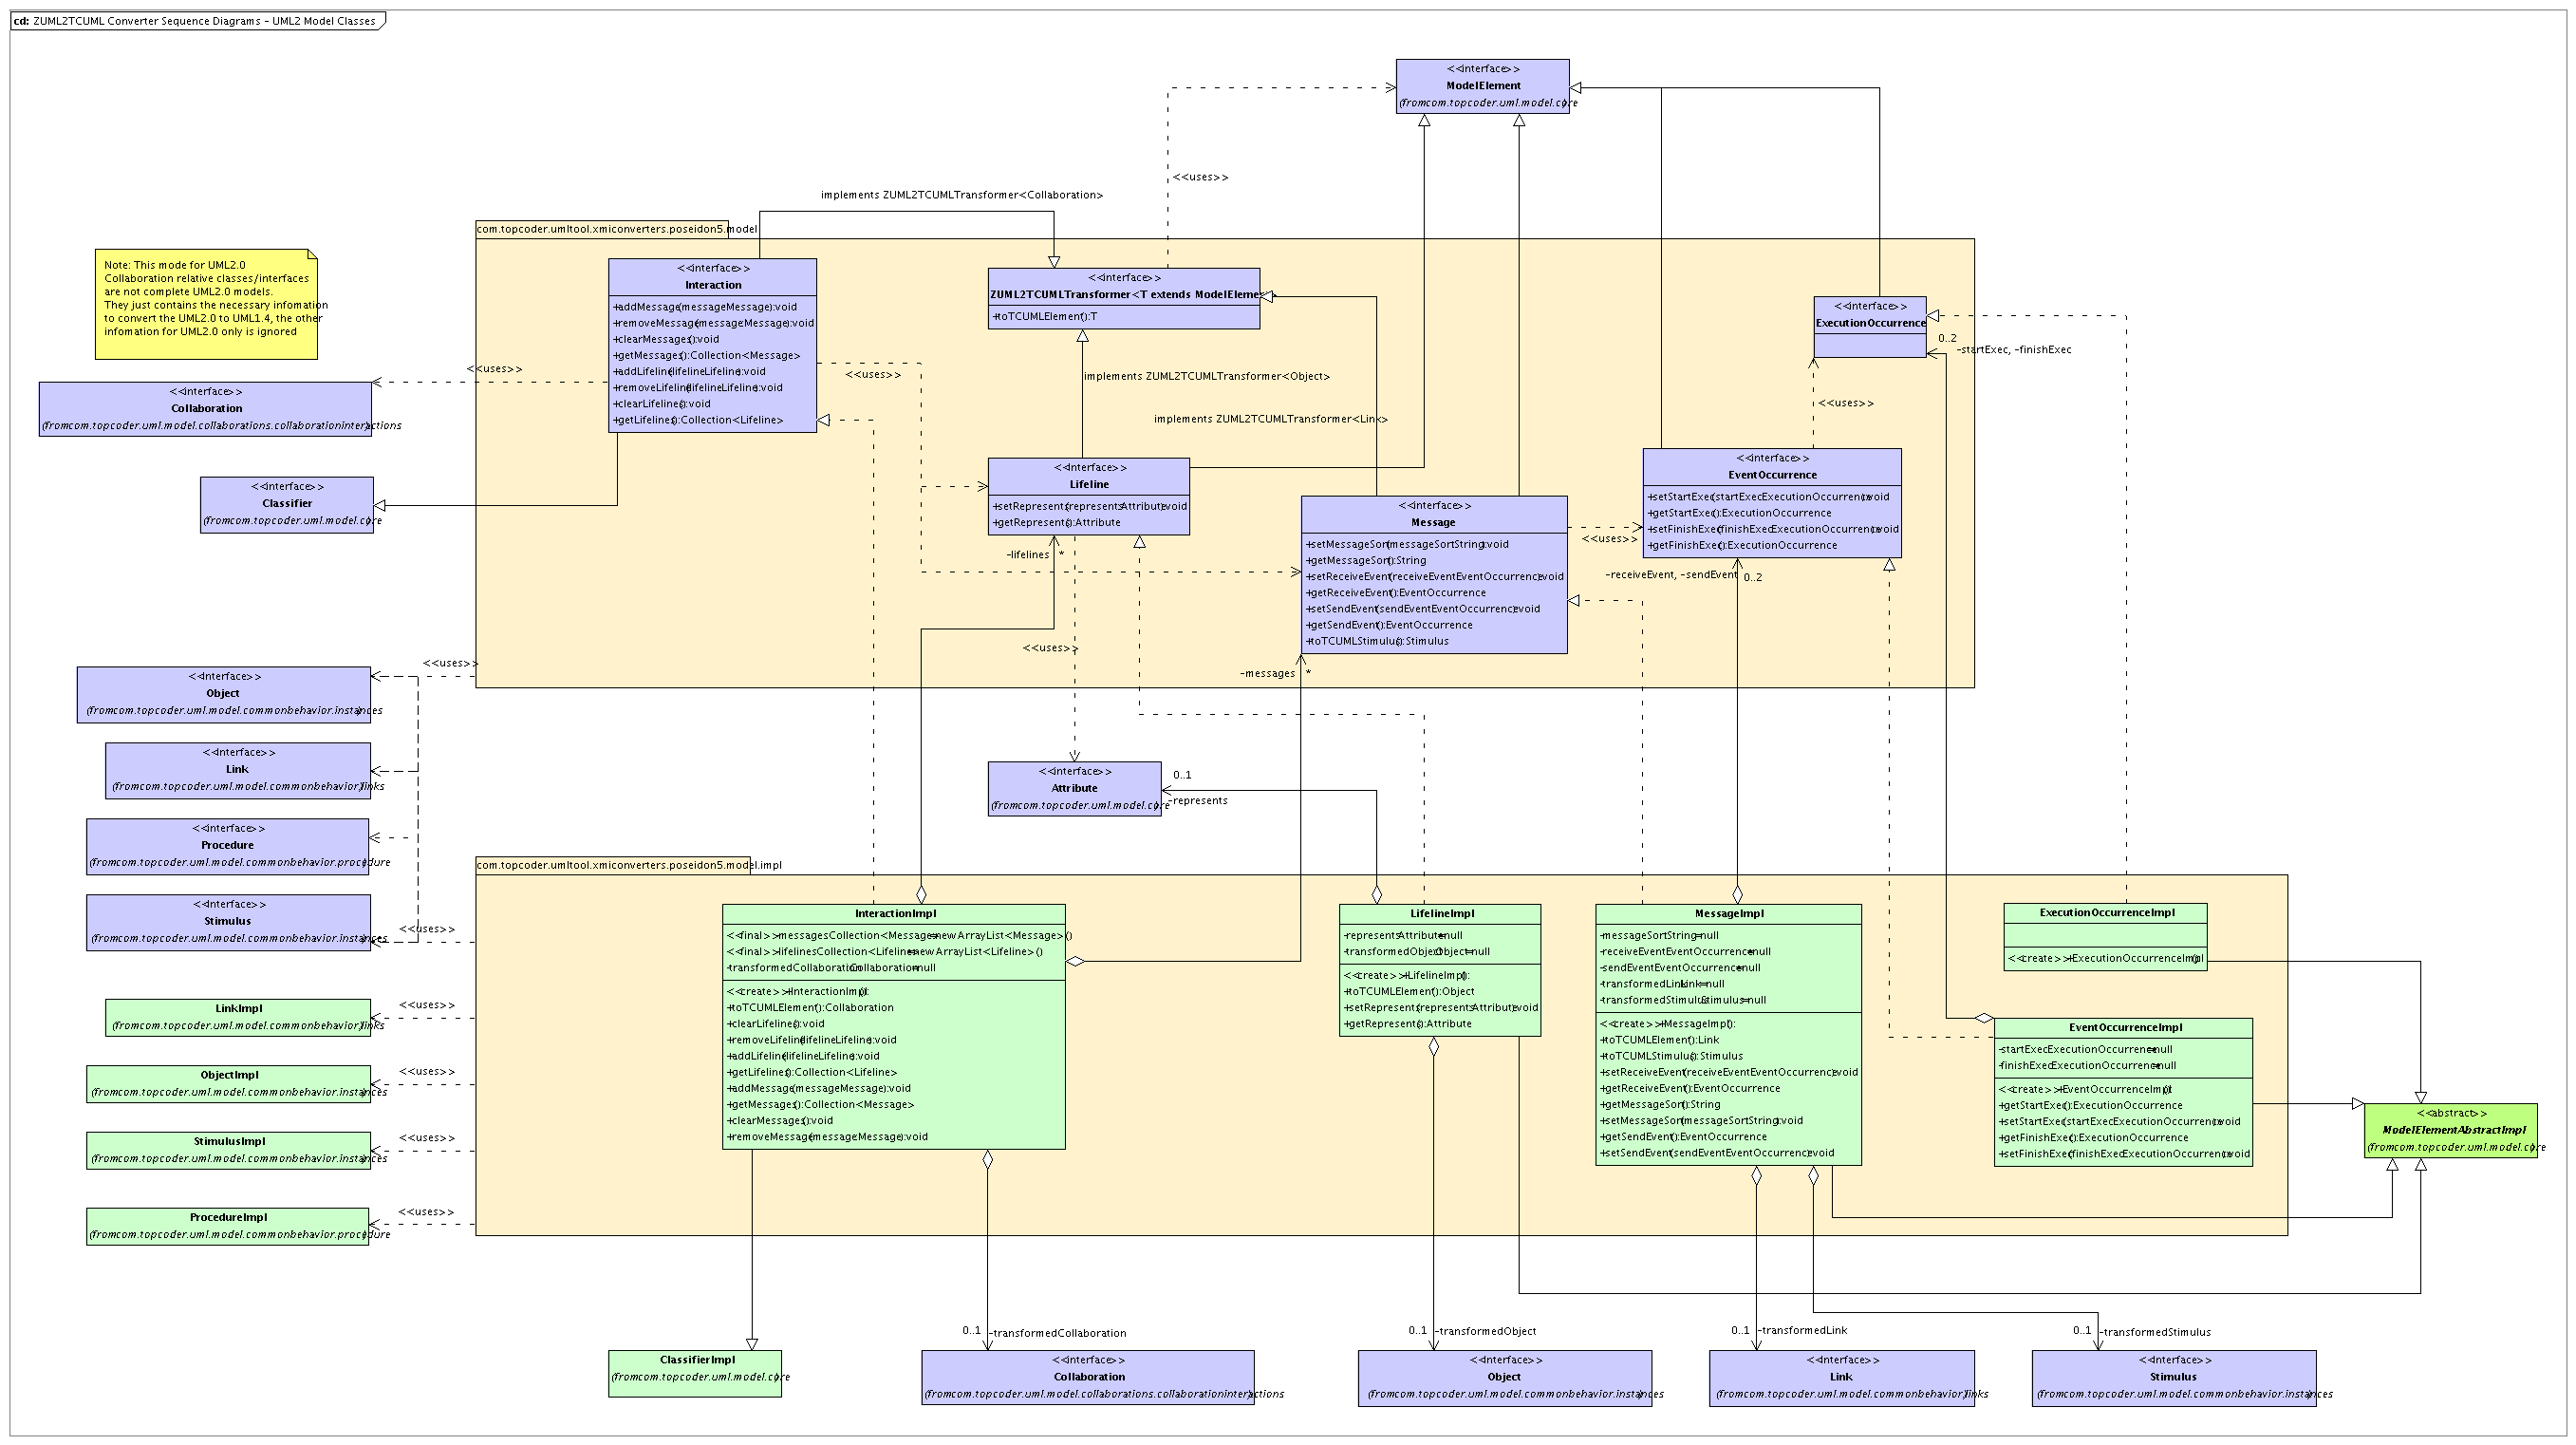 cd: ZUML2TCUML Converter Sequence Diagrams - UML2 Model Classes
<<interface>>
ModelElement
(fromcom.topcoder.uml.model.core)
<<uses>>
implements ZUML2TCUMLTransformer<Collaboration>
com.topcoder.umltool.xmiconverters.poseidon5.model
Note: This mode for UML2.0
Collaboration relative classes/interfaces
are not complete UML2.0 models.
They just contains the necessary infomation
to convert the UML2.0 to UML1.4, the other
infomation for UML2.0 only is ignored
<<interface>>
Interaction
+addMessage(messageMessage):void
+removeMessage(messageMessage):void
+clearMessages():void
+getMessages():Collection<Message>
+addLifeline(lifelineLifeline):void
+removeLifeline(lifelineLifeline):void
+clearLifelines():void
+getLifelines():Collection<Lifeline>
<<interface>>
ZUML2TCUMLTransformer<T extends ModelElement>
+toTCUMLElement():T
<<interface>>
ExecutionOccurrence
0..2
-startExec, -finishExec
<<uses>>
<<interface>>
Collaboration
(fromcom.topcoder.uml.model.collaborations.collaborationinteractions)
<<uses>>
implements ZUML2TCUMLTransformer<Object>
<<uses>>
implements ZUML2TCUMLTransformer<Link>
<<interface>>
Classifier
(fromcom.topcoder.uml.model.core)
<<interface>>
Lifeline
+setRepresents(representsAttribute):void
+getRepresents():Attribute
<<interface>>
EventOccurrence
+setStartExec(startExecExecutionOccurrence):void
+getStartExec():ExecutionOccurrence
+setFinishExec(finishExecExecutionOccurrence):void
+getFinishExec():ExecutionOccurrence
<<interface>>
Message
+setMessageSort(messageSortString):void
+getMessageSort():String
+setReceiveEvent(receiveEventEventOccurrence):void
+getReceiveEvent():EventOccurrence
+setSendEvent(sendEventEventOccurrence):void
+getSendEvent():EventOccurrence
+toTCUMLStimulus():Stimulus
<<uses>>
-lifelines *
-receiveEvent, -sendEvent 0..2
<<uses>>
-messages *
<<uses>>
<<interface>>
Object
(fromcom.topcoder.uml.model.commonbehavior.instances)
<<interface>>
Link
(fromcom.topcoder.uml.model.commonbehavior.links)
<<interface>>
Attribute
(fromcom.topcoder.uml.model.core)
0..1
-represents
<<interface>>
Procedure
(fromcom.topcoder.uml.model.commonbehavior.procedure)
com.topcoder.umltool.xmiconverters.poseidon5.model.impl
<<interface>>
Stimulus
(fromcom.topcoder.uml.model.commonbehavior.instances)
<<uses>>
InteractionImpl
<<final>>-messagesCollection<Message>=newArrayList<Message>()
<<final>>-lifelinesCollection<Lifeline>=newArrayList<Lifeline>()
-transformedCollaborationCollaboration=null
<<create>>+InteractionImpl():
+toTCUMLElement():Collaboration
+clearLifelines():void
+removeLifeline(lifelineLifeline):void
+addLifeline(lifelineLifeline):void
+getLifelines():Collection<Lifeline>
+addMessage(messageMessage):void
+getMessages():Collection<Message>
+clearMessages():void
+removeMessage(messageMessage):void
LifelineImpl
-representsAttribute=null
-transformedObjectObject=null
<<create>>+LifelineImpl():
+toTCUMLElement():Object
+setRepresents(representsAttribute):void
+getRepresents():Attribute
MessageImpl
-messageSortString=null
-receiveEventEventOccurrence=null
-sendEventEventOccurrence=null
-transformedLinkLink=null
-transformedStimulusStimulus=null
<<create>>+MessageImpl():
+toTCUMLElement():Link
+toTCUMLStimulus():Stimulus
+setReceiveEvent(receiveEventEventOccurrence):void
+getReceiveEvent():EventOccurrence
+getMessageSort():String
+setMessageSort(messageSortString):void
+getSendEvent():EventOccurrence
+setSendEvent(sendEventEventOccurrence):void
ExecutionOccurrenceImpl
<<create>>+ExecutionOccurrenceImpl()
EventOccurrenceImpl
-startExecExecutionOccurrence=null
-finishExecExecutionOccurrence=null
<<create>>+EventOccurrenceImpl()
+getStartExec():ExecutionOccurrence
+setStartExec(startExecExecutionOccurrence):void
+getFinishExec():ExecutionOccurrence
+setFinishExec(finishExecExecutionOccurrence):void
<<abstract>>
ModelElementAbstractImpl
(fromcom.topcoder.uml.model.core)
LinkImpl
(fromcom.topcoder.uml.model.commonbehavior.links)
<<uses>>
ObjectImpl
(fromcom.topcoder.uml.model.commonbehavior.instances)
<<uses>>
StimulusImpl
(fromcom.topcoder.uml.model.commonbehavior.instances)
<<uses>>
ProcedureImpl
(fromcom.topcoder.uml.model.commonbehavior.procedure)
<<uses>>
0..1 -transformedCollaboration
0..1 -transformedObject
0..1 -transformedLink
0..1 -transformedStimulus
ClassifierImpl
(fromcom.topcoder.uml.model.core)
<<interface>>
Collaboration
(fromcom.topcoder.uml.model.collaborations.collaborationinteractions)
<<interface>>
Object
(fromcom.topcoder.uml.model.commonbehavior.instances)
<<interface>>
Link
(fromcom.topcoder.uml.model.commonbehavior.links)
<<interface>>
Stimulus
(fromcom.topcoder.uml.model.commonbehavior.instances)